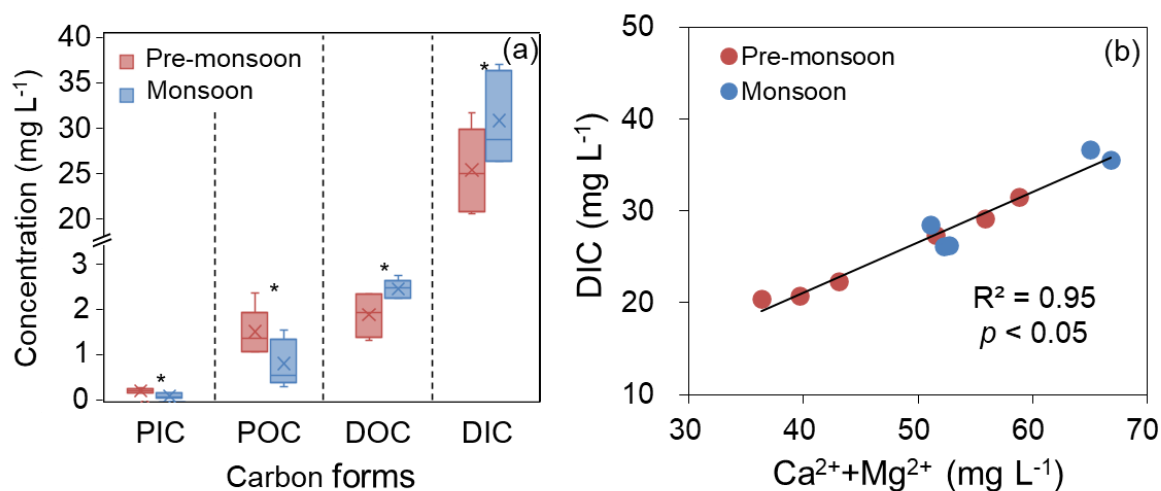 (a)
Pre-monsoon
Monsoon
Concentration (mg L⁻¹)
40
35
30
25
20
3
2
1
0
*
*
*
*
PIC POC DOC DIC
Carbon forms
(b)
Pre-monsoon
Monsoon
DIC (mg L⁻¹)
50
40
30
20
10
R² = 0.95
p < 0.05
30 40 50 60 70
Ca²⁺+Mg²⁺ (mg L⁻¹)